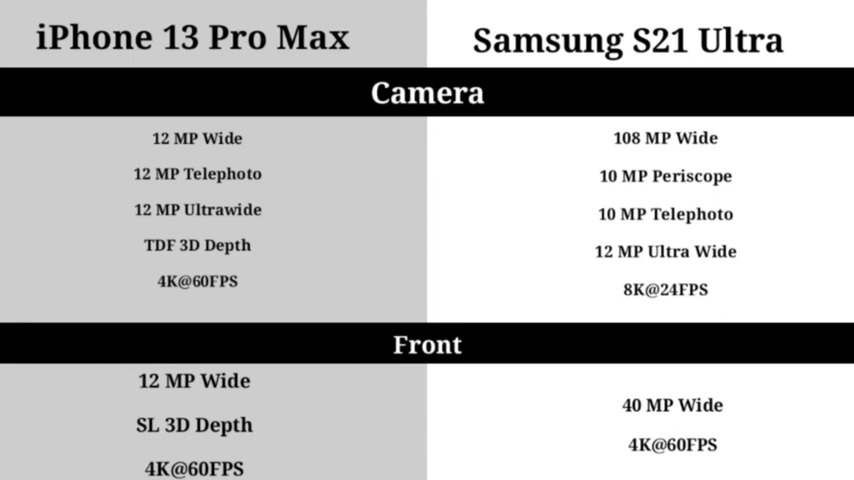 iPhone 13 Pro Max
Samsung S21 Ultra
Camera
12 MP Wide
12 MP Telephoto
12 MP Ultrawide
TDF 3D Depth
4K@60FPS
108 MP Wide
10 MP Periscope
10 MP Telephoto
12 MP Ultra Wide
8K@24FPS
Front
12 MP Wide
SL 3D Depth
4K@60FPS
40 MP Wide
4K@60FPS